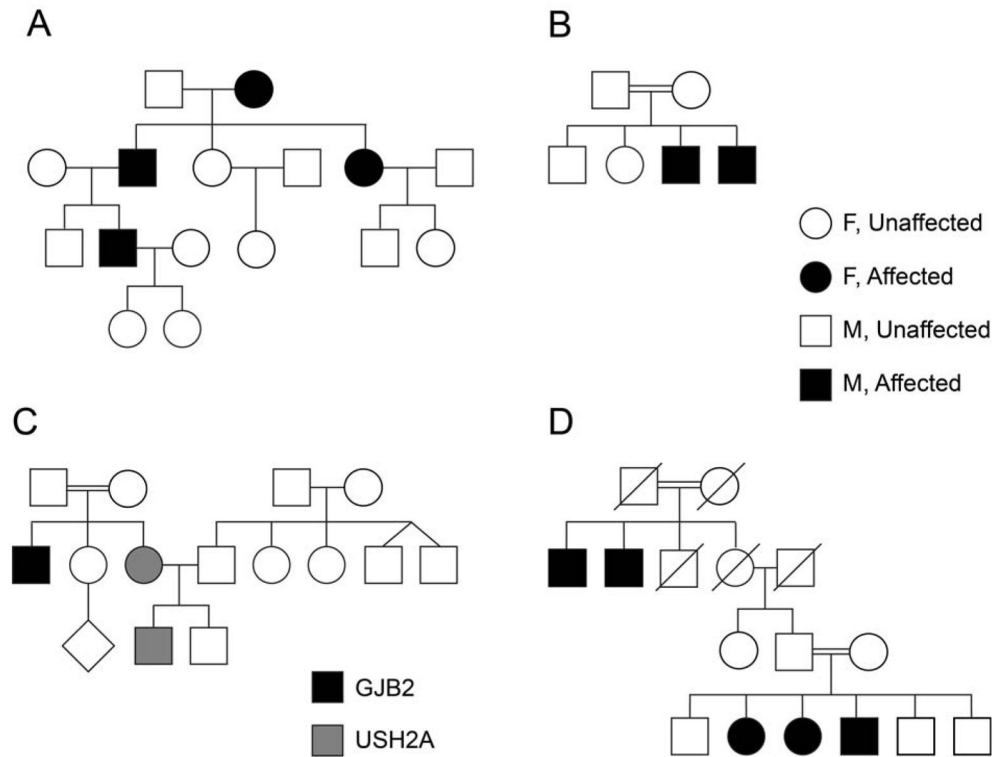 A
B
F, Unaffected
F, Affected
M, Unaffected
M, Affected
C
D
GJB2
USH2A